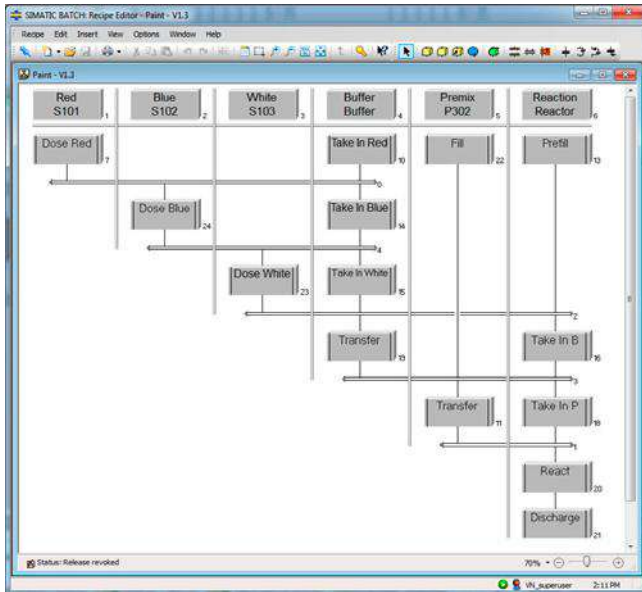 SIMATIC BATCH: Recipe Editor - Paint - V1.3
Recipe Edit Insert View Options Window Help
Paint - V1.3
Red S101 1
Blue S102 2
White S103 3
Buffer Buffer 4
Premix P302 5
Reaction Reactor 6
Dose Red 7
Take In Red 10
Fill 22
Prefill 13
Dose Blue 24
Take In Blue 14
4
Dose White 23
Take In White 15
2
Transfer 19
Take In B 16
3
Transfer 11
Take In P 18
1
React 20
Discharge 21
Status: Release revoked
70%
VN_superuser 2:11 PM